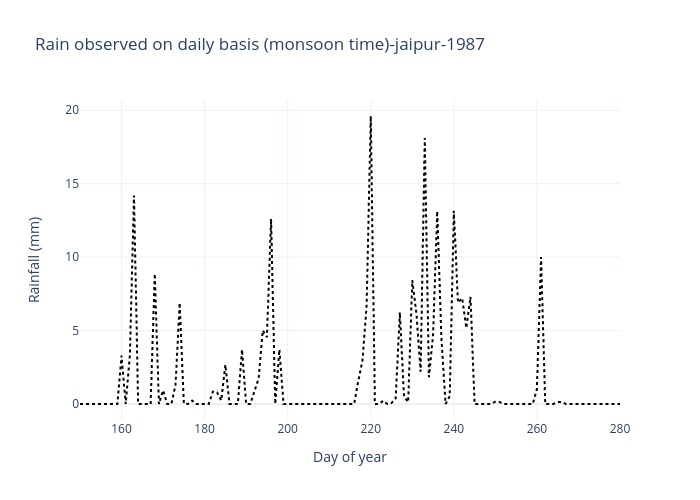 Rain observed on daily basis (monsoon time)-jaipur-1987
20
15
10
5
0
Rainfall (mm)
160 180 200 220 240 260 280
Day of year